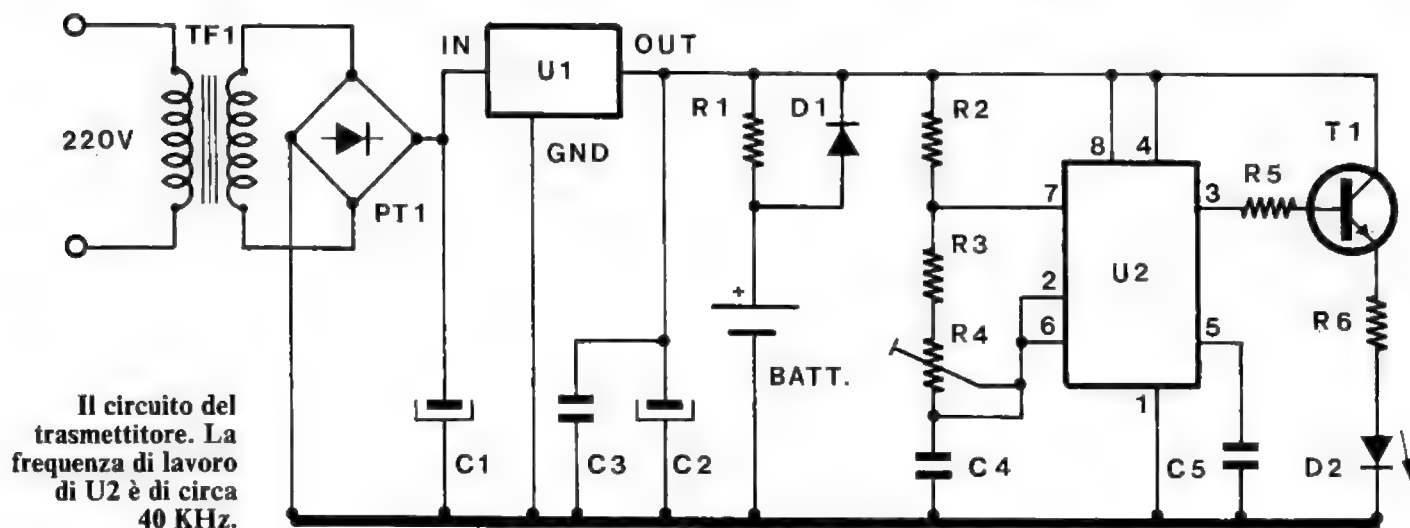 TF1
IN
OUT
U1
220V
GND
PT1
R1
D1
R2
8
4
T1
7
3
R5
R3
2
U2
R4
6
5
R6
+
BATT.
1
C1
C3
C2
C4
C5
D2
Il circuito del
trasmettitore. La
frequenza di lavoro
di U2 è di circa
40 KHz.